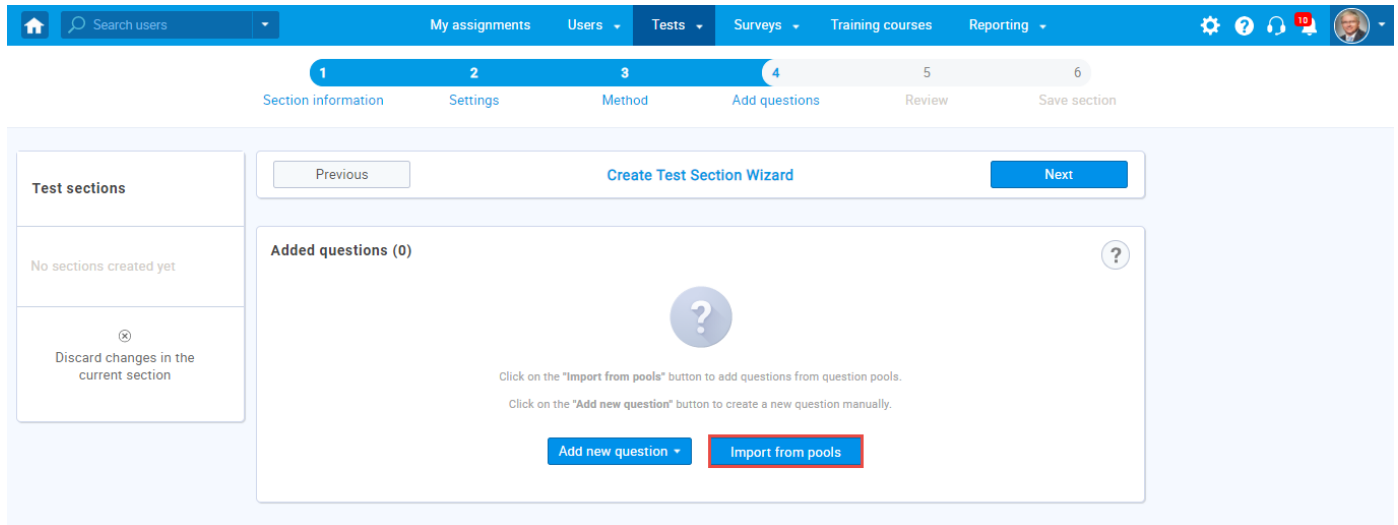 Search users
My assignments
Users
Tests
Surveys
Training courses
Reporting
10
1
2
3
4
5
6
Section information
Settings
Method
Add questions
Review
Save section
Test sections
No sections created yet
Discard changes in the
current section
Previous
Create Test Section Wizard
Next
Added questions (0)
?
?
Click on the "Import from pools" button to add questions from question pools.
Click on the "Add new question" button to create a new question manually.
Add new question
Import from pools